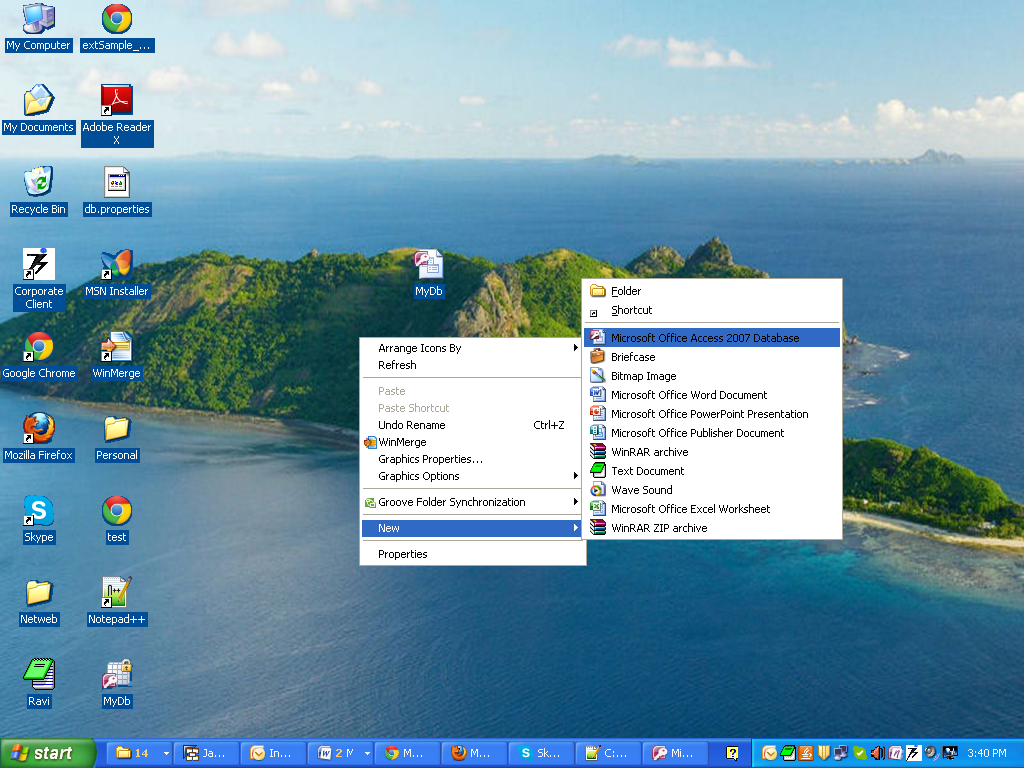 My Computer
extSample_...
My Documents
Adobe Reader
X
Recycle Bin
db.properties
Corporate
Client
MSN Installer
Google Chrome
WinMerge
Mozilla Firefox
Personal
Skype
test
Netweb
Notepad++
Ravi
MyDb
MyDb
Arrange Icons By
Refresh
Paste
Paste Shortcut
Undo Rename Ctrl+Z
WinMerge
Graphics Properties...
Graphics Options
Groove Folder Synchronization
New
Properties
Folder
Shortcut
Microsoft Office Access 2007 Database
Briefcase
Bitmap Image
Microsoft Office Word Document
Microsoft Office PowerPoint Presentation
Microsoft Office Publisher Document
WinRAR archive
Text Document
Wave Sound
Microsoft Office Excel Worksheet
WinRAR ZIP archive
start 14 Ja... In... 2 M M... M... Sk... C:... Mi... 3:40 PM